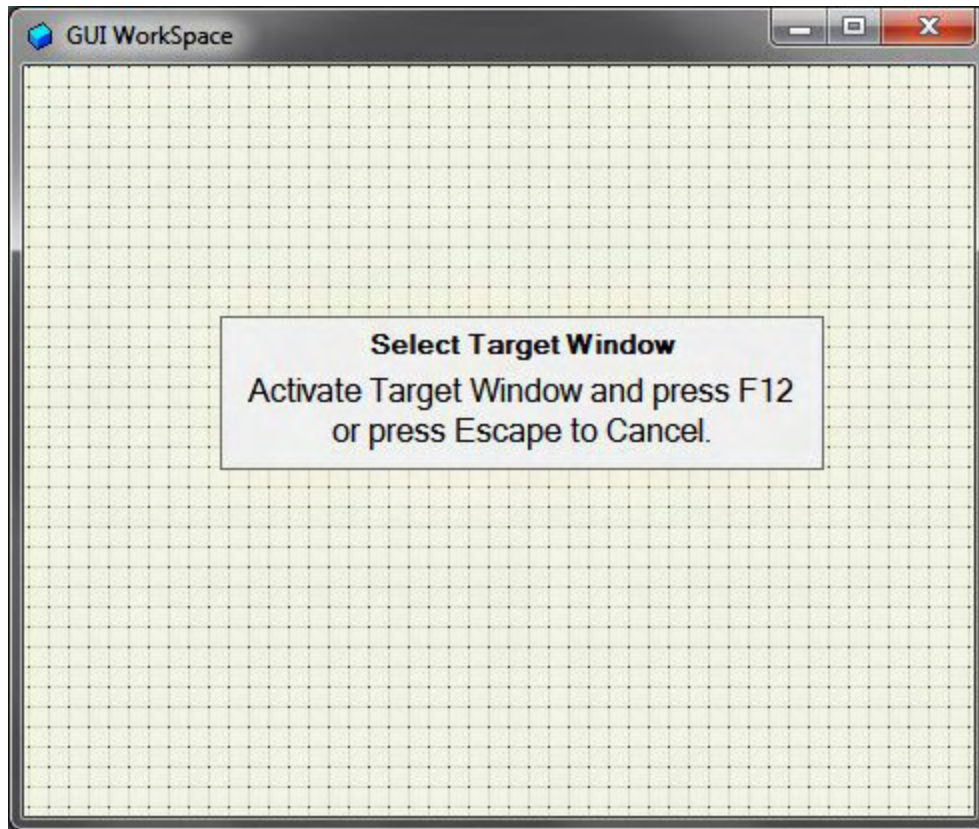 GUI WorkSpace
Select Target Window
Activate Target Window and press F12
or press Escape to Cancel.